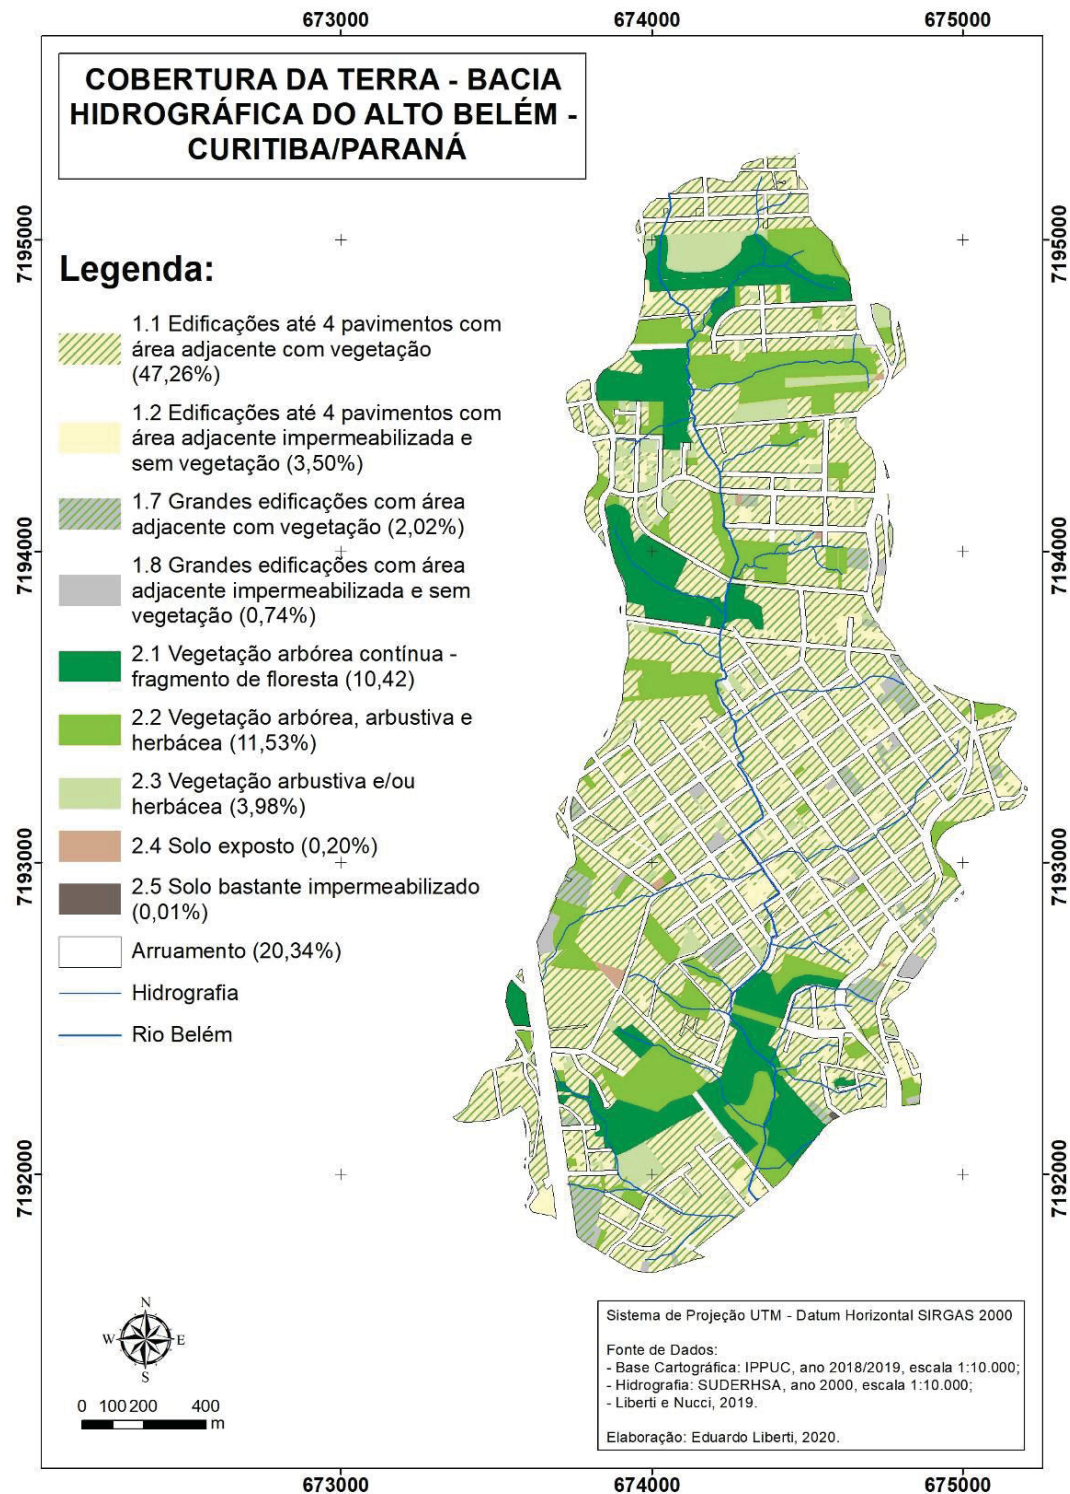 673000
674000
675000
COBERTURA DA TERRA - BACIA
HIDROGRÁFICA DO ALTO BELÉM -
CURITIBA/PARANÁ
7195000
7195000
Legenda:
1.1 Edificações até 4 pavimentos com
área adjacente com vegetação
(47,26%)
1.2 Edificações até 4 pavimentos com
área adjacente impermeabilizada e
sem vegetação (3,50%)
1.7 Grandes edificações com área
adjacente com vegetação (2,02%)
7194000
7194000
1.8 Grandes edificações com área
adjacente impermeabilizada e sem
vegetação (0,74%)
2.1 Vegetação arbórea contínua -
fragmento de floresta (10,42)
2.2 Vegetação arbórea, arbustiva e
herbácea (11,53%)
2.3 Vegetação arbustiva e/ou
herbácea (3,98%)
2.4 Solo exposto (0,20%)
7193000
7193000
2.5 Solo bastante impermeabilizado
(0,01%)
Arruamento (20,34%)
Hidrografia
Rio Belém
7192000
7192000
N
W E
S
0 100 200 400
m
Sistema de Projeção UTM - Datum Horizontal SIRGAS 2000
Fonte de Dados:
- Base Cartográfica: IPPUC, ano 2018/2019, escala 1:10.000;
- Hidrografia: SUDERHSA, ano 2000, escala 1:10.000;
- Liberti e Nucci, 2019.
Elaboração: Eduardo Liberti, 2020.
673000
674000
675000